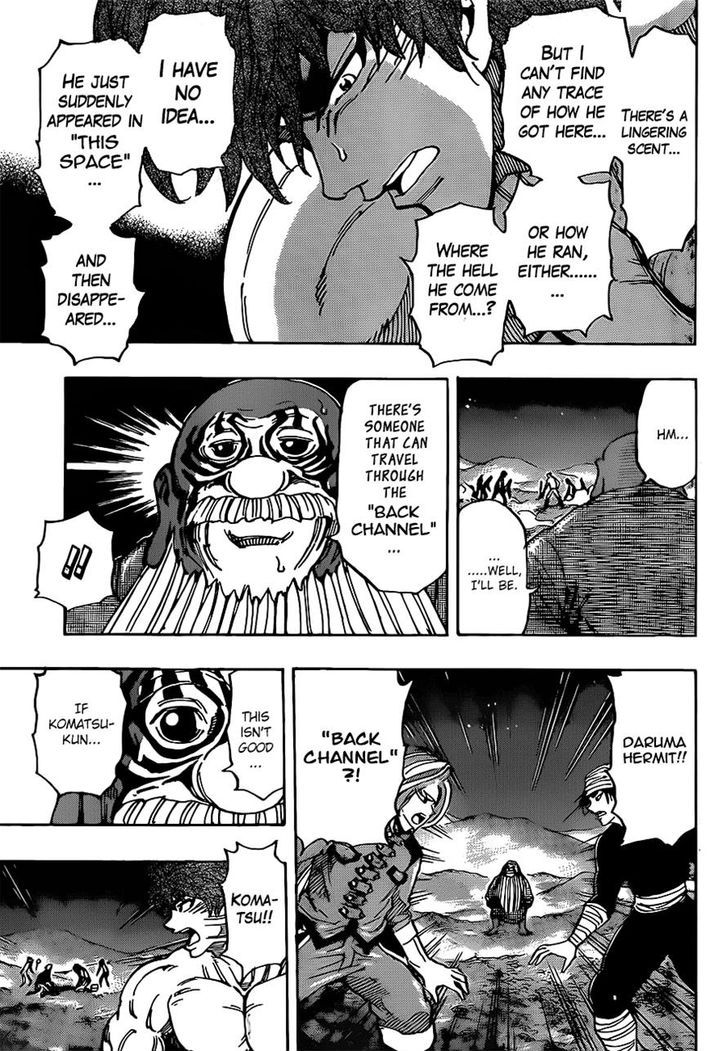 THERE'S A
LINGERING
SCENT...
BUT I
CAN'T FIND
ANY TRACE
OF HOW HE
GOT HERE...
OR HOW
HE RAN,
EITHER......
...
WHERE
THE HELL
HE COME
FROM...?
I HAVE
NO
IDEA...
HE JUST
SUDDENLY
APPEARED IN
"THIS
SPACE"
...
AND
THEN
DISAPPE-
ARED...
HM...
...
.....WELL,
I'LL BE.
THERE'S
SOMEONE
THAT CAN
TRAVEL
THROUGH
THE
"BACK
CHANNEL"
...
!!
DARUMA
HERMIT!!
"BACK
CHANNEL"
?!
THIS
ISN'T
GOOD
...
IF
KOMATSU-
KUN...
KOMA-
TSU!!